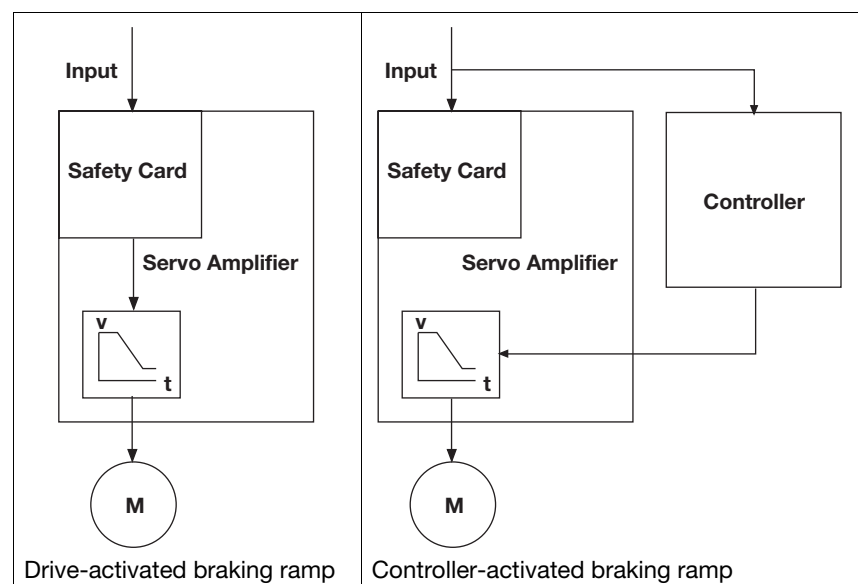 Input
Safety Card
Servo Amplifier
v
t
M
Drive-activated braking ramp
Input
Safety Card
Controller
Servo Amplifier
v
t
M
Controller-activated braking ramp